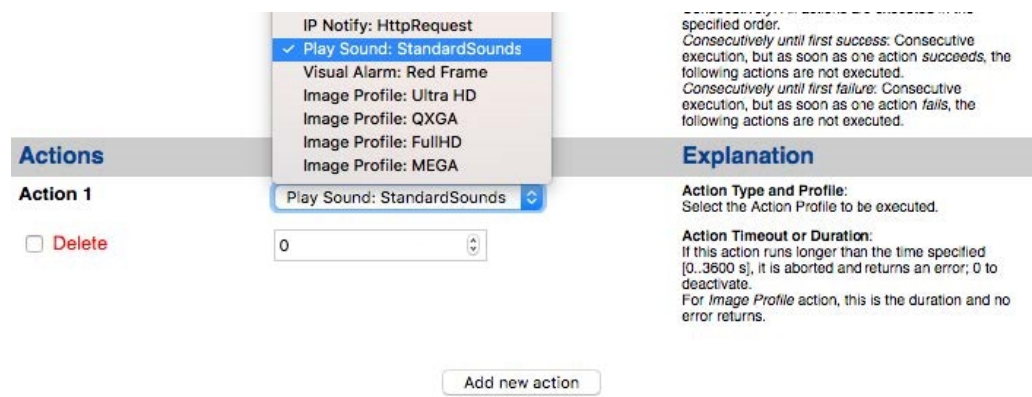 IP Notify: HttpRequest
✓ Play Sound: StandardSounds
Visual Alarm: Red Frame
Image Profile: Ultra HD
Image Profile: QXGA
Image Profile: FullHD
Image Profile: MEGA
specified order.
Consecutively until first success: Consecutive
execution, but as soon as one action succeeds, the
following actions are not executed.
Consecutively until first failure: Consecutive
execution, but as soon as one action fails, the
following actions are not executed.
Actions
Explanation
Action 1
Play Sound: StandardSounds
Action Type and Profile:
Select the Action Profile to be executed.
Delete
0
Action Timeout or Duration:
If this action runs longer than the time specified
[0..3600 s], it is aborted and returns an error; 0 to
deactivate.
For Image Profile action, this is the duration and no
error returns.
Add new action